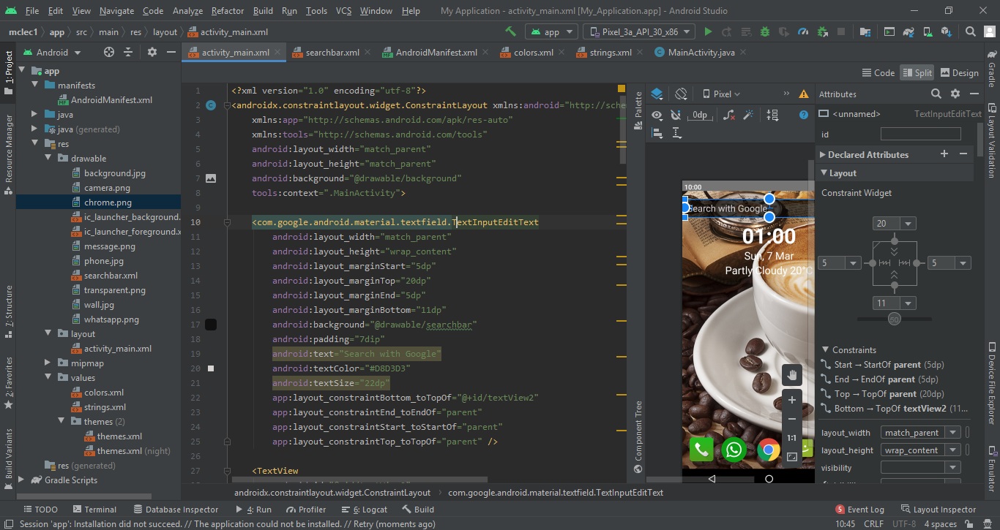 File Edit View Navigate Code Analyze Refactor Build Run Tools VCS Window Help My Application - activity_main.xml [My_Application.app] - Android Studio
mclec1 app src main res layout activity_main.xml app Pixel_3a_API_30_x86
1: Project
Resource Manager
7: Structure
2: Favorites
Build Variants
Android
app
manifests
AndroidManifest.xml
java
java (generated)
res
drawable
background.jpg
camera.png
chrome.png
ic_launcher_background.
ic_launcher_foreground.x
message.png
phone.jpg
searchbar.xml
transparent.png
wall.jpg
whatsapp.png
layout
activity_main.xml
mipmap
values
colors.xml
strings.xml
themes (2)
themes.xml
themes.xml (night)
res (generated)
Gradle Scripts
activity_main.xml searchbar.xml AndroidManifest.xml colors.xml strings.xml MainActivity.java
Code Split Design
1 <?xml version="1.0" encoding="utf-8"?>
2 <androidx.constraintlayout.widget.ConstraintLayout xmlns:android="http://sch
3 xmlns:app="http://schemas.android.com/apk/res-auto"
4 xmlns:tools="http://schemas.android.com/tools"
5 android:layout_width="match_parent"
6 android:layout_height="match_parent"
7 android:background="@drawable/background"
8 tools:context=".MainActivity">
9
10 <com.google.android.material.textfield.TextInputEditText
11 android:layout_width="match_parent"
12 android:layout_height="wrap_content"
13 android:layout_marginStart="5dp"
14 android:layout_marginTop="20dp"
15 android:layout_marginEnd="5dp"
16 android:layout_marginBottom="11dp"
17 android:background="@drawable/searchbar"
18 android:padding="7dip"
19 android:text="Search with Google"
20 android:textColor="#D8D3D3"
21 android:textSize="22dp"
22 app:layout_constraintBottom_toTopOf="@+id/textView2"
23 app:layout_constraintEnd_toEndOf="parent"
24 app:layout_constraintStart_toStartOf="parent"
25 app:layout_constraintTop_toTopOf="parent" />
26
27 <TextView
androidx.constraintlayout.widget.ConstraintLayout com.google.android.material.textfield.TextInputEditText
Palette
Component Tree
Pixel
0dp
10:00
Search with Google
01:00
Sun, 7 Mar
Partly Cloudy 20°C
1:1
Attributes
<unnamed> TextInputEditText
id
Declared Attributes
Layout
Constraint Widget
20
5 5
11
50
Constraints
Start → StartOf parent (5dp)
End → EndOf parent (5dp)
Top → TopOf parent (20dp)
Bottom → TopOf textView2 (11...
layout_width match_parent
layout_height wrap_content
visibility
Gradle
Layout Validation
Device File Explorer
Emulator
TODO Terminal Database Inspector 4: Run Profiler 6: Logcat Build 5 Event Log Layout Inspector
Session 'app': Installation did not succeed. // The application could not be installed. // Retry (moments ago) 10:45 CRLF UTF-8 4 spaces